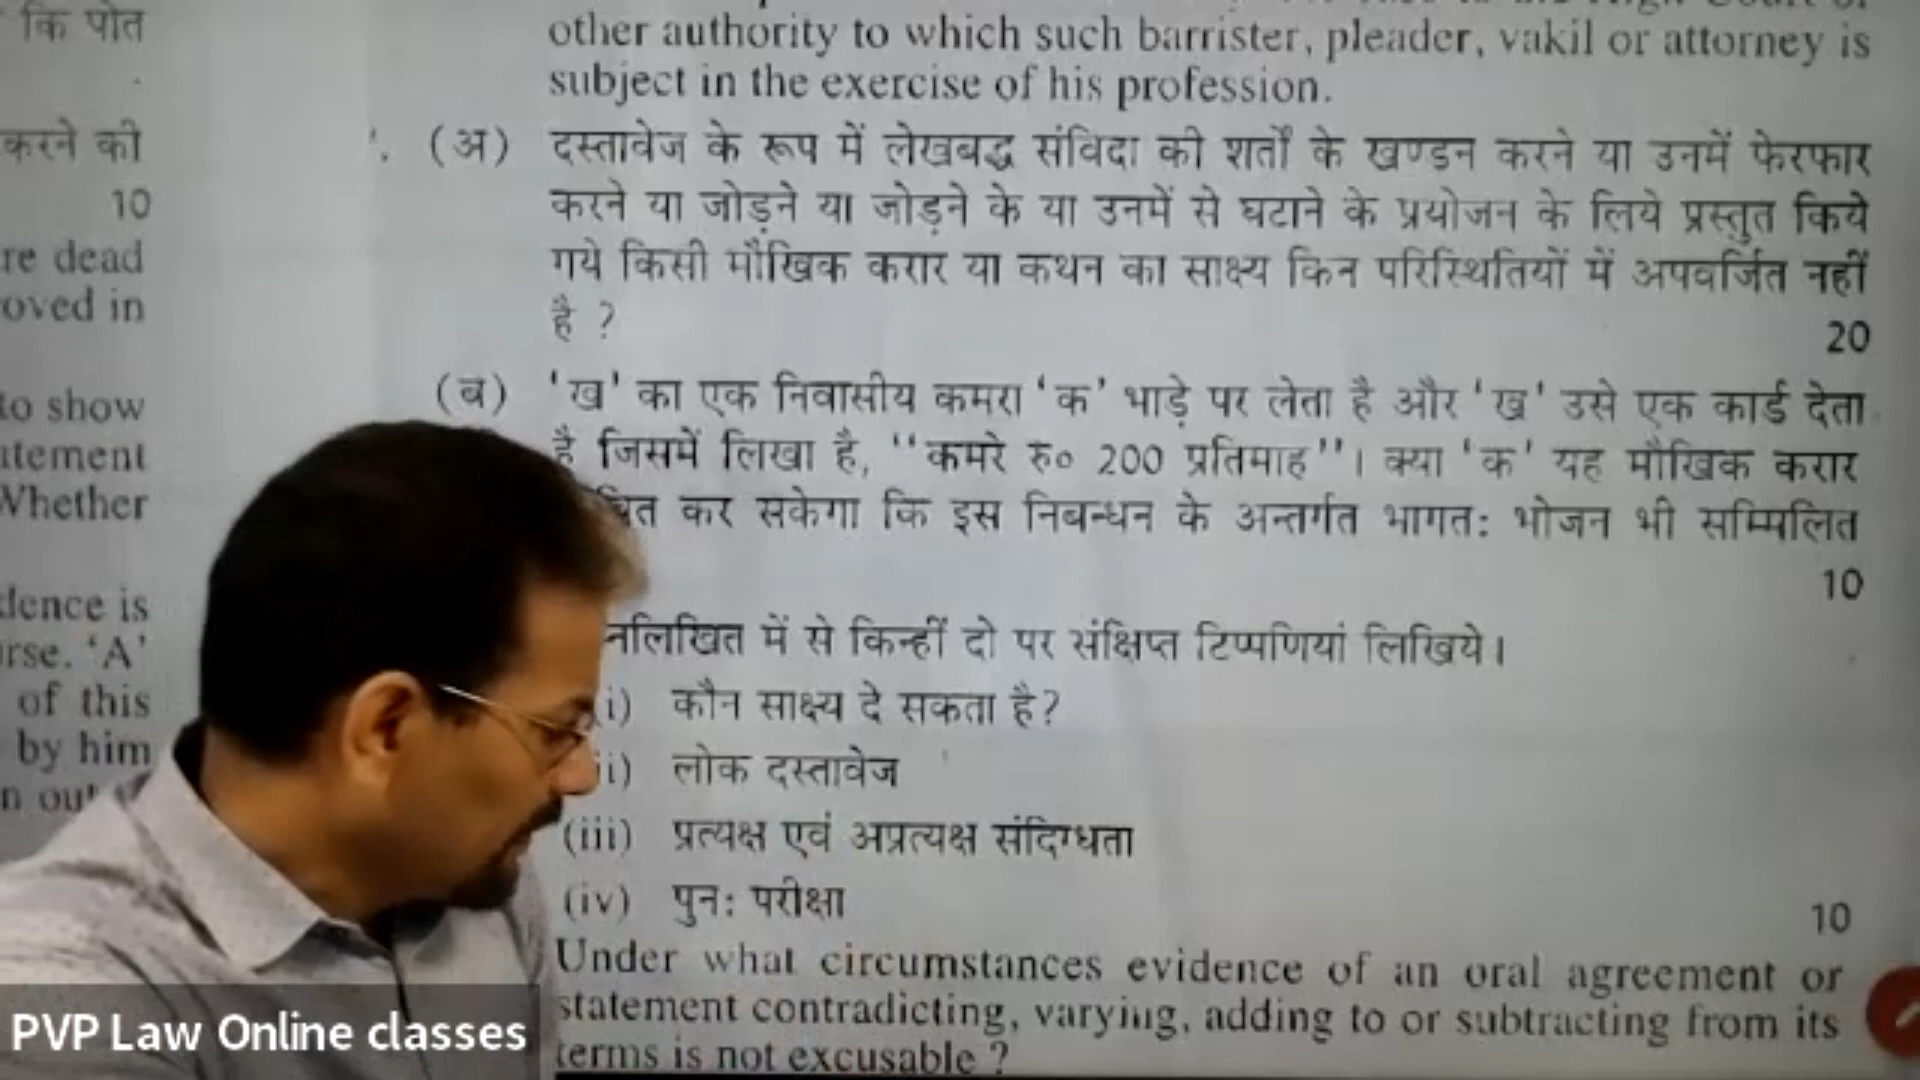 कि पोत
करने की
10
re dead
oved in
to show
atement
Whether
dence is
urse. 'A'
of this
by him
n out
other authority to which such barrister, pleader, vakil or attorney is
subject in the exercise of his profession.
(अ) दस्तावेज के रूप में लेखबद्ध संविदा की शर्तों के खण्डन करने या उनमें फेरफार
करने या जोड़ने या जोड़ने के या उनमें से घटाने के प्रयोजन के लिये प्रस्तुत किये
गये किसी मौखिक करार या कथन का साक्ष्य किन परिस्थितियों में अपवर्जित नहीं
है ?
20
(ब) 'ख' का एक निवासीय कमरा 'क' भाड़े पर लेता है और 'ख' उसे एक कार्ड देता
है जिसमें लिखा है, ''कमरे रु० 200 प्रतिमाह''। क्या 'क' यह मौखिक करार
कर सकेगा कि इस निबन्धन के अन्तर्गत भागत: भोजन भी सम्मिलित
10
नलिखित में से किन्हीं दो पर संक्षिप्त टिप्पणियां लिखिये।
i) कौन साक्ष्य दे सकता है?
ii) लोक दस्तावेज
(iii) प्रत्यक्ष एवं अप्रत्यक्ष संदिग्धता
(iv) पुन: परीक्षा
10
Under what circumstances evidence of an oral agreement or
statement contradicting, varying, adding to or subtracting from its
terms is not excusable ?
PVP Law Online classes